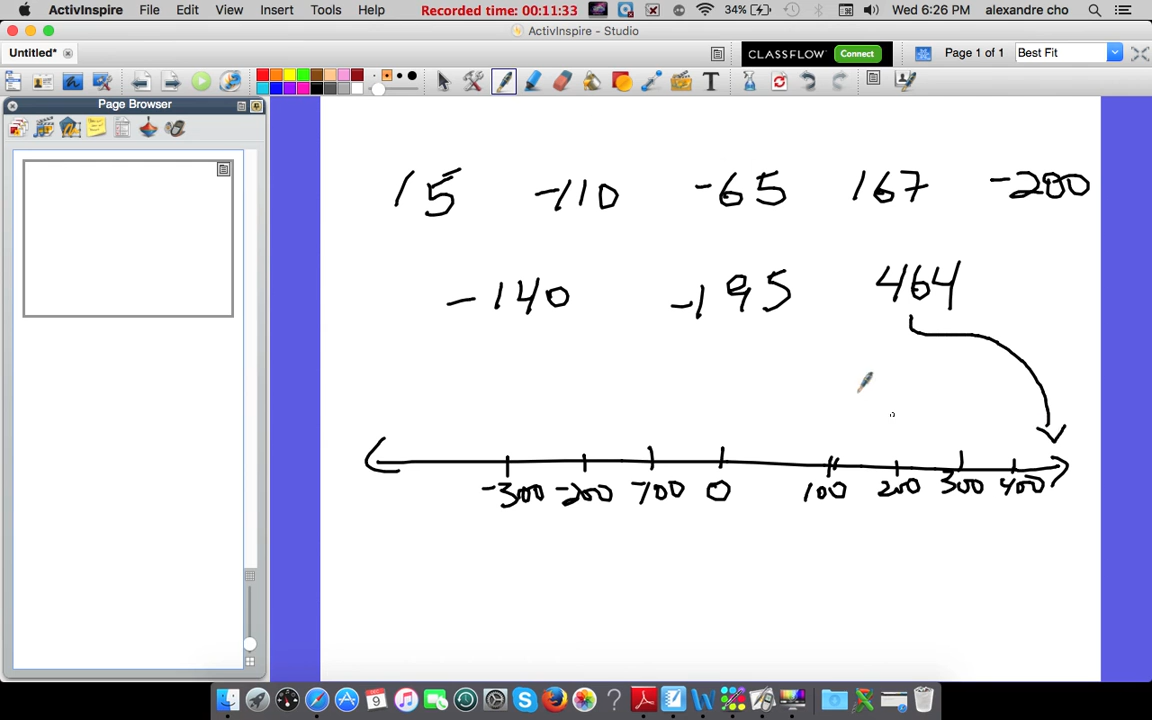 ActivInspire File Edit View Insert Tools Help Recorded time: 00:11:33 34% Wed 6:26 PM alexandre cho
ActivInspire - Studio
Untitled* CLASSFLOW Connect Page 1 of 1 Best Fit
Page Browser
15 -110 -65 167 -200
-140 -195 464
-300 -200 -100 0 100 200 300 400